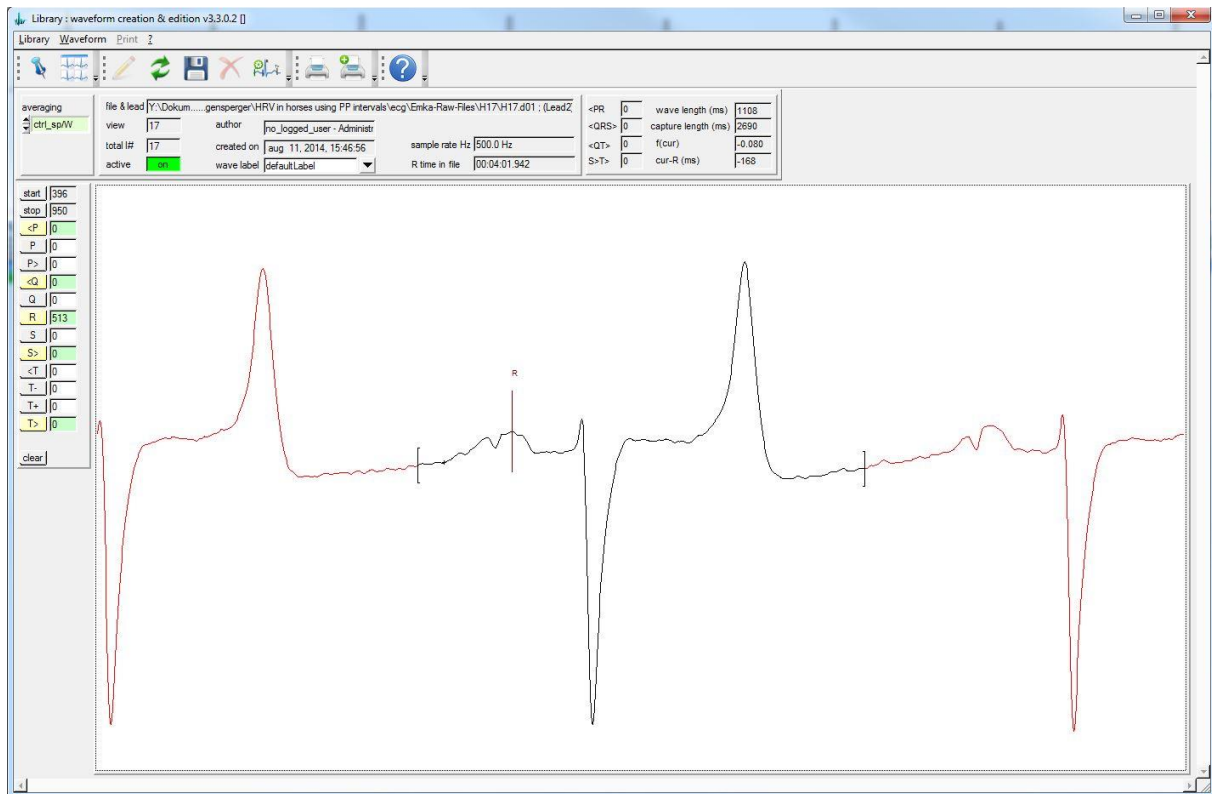 Library : waveform creation & edition v3.3.0.2 []
Library Waveform Print ?
averaging
ctrl_sp/W
file & lead Y:\Dokum......gensperger\HRV in horses using PP intervals\ecg\Emka-Raw-Files\H17\H17.d01 ; (Lead2)
view 17 author no_logged_user - Administr
total l# 17 created on aug 11, 2014, 15:46:56 sample rate Hz 500.0 Hz
active on wave label defaultLabel R time in file 00:04:01.942
<PR 0 wave length (ms) 1108
<QRS> 0 capture length (ms) 2690
<QT> 0 f(cur) -0.080
S>T> 0 cur-R (ms) -168
start 396
stop 950
<P 0
P 0
P> 0
<Q 0
Q 0
R 513
S 0
S> 0
<T 0
T- 0
T+ 0
T> 0
clear
R